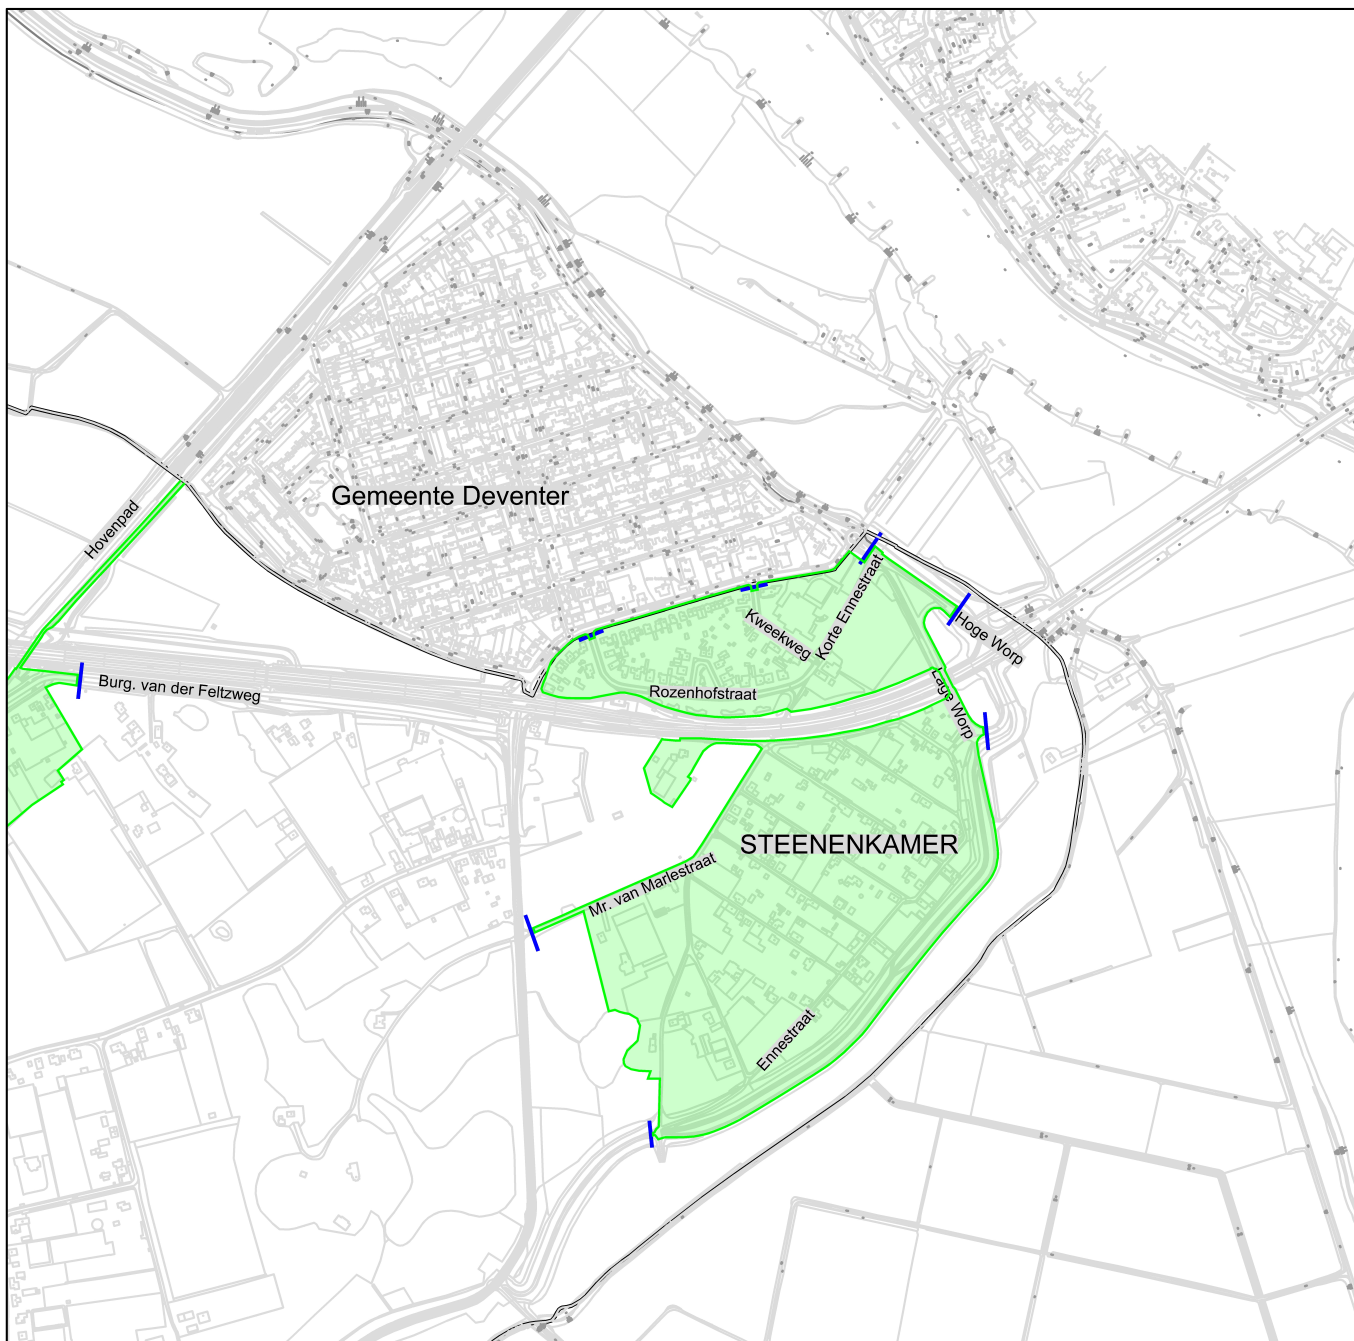 Gemeente Deventer
Hovenpad
Kweekweg
Korte Ennestraat
Hoge Worp
Burg. van der Feltzweg
Rozenhofstraat
Lage Worp
STEENENKAMER
Mr. van Marlestraat
Ennestraat